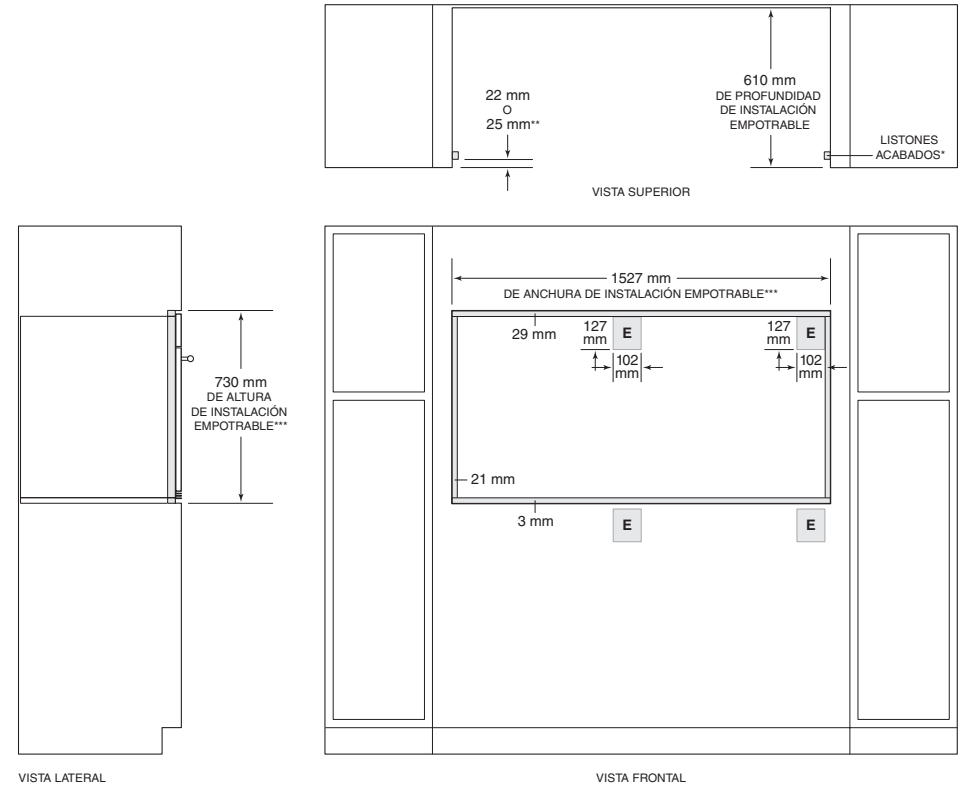 610 mm
DE PROFUNDIDAD
DE INSTALACIÓN
EMPOTRABLE
22 mm
O
25 mm**
LISTONES
ACABADOS*
VISTA SUPERIOR
1527 mm
DE ANCHURA DE INSTALACIÓN EMPOTRABLE***
29 mm
127
mm
E
102
mm
127
mm
E
102
mm
730 mm
DE ALTURA
DE INSTALACIÓN
EMPOTRABLE***
21 mm
3 mm
E
E
VISTA LATERAL
VISTA FRONTAL